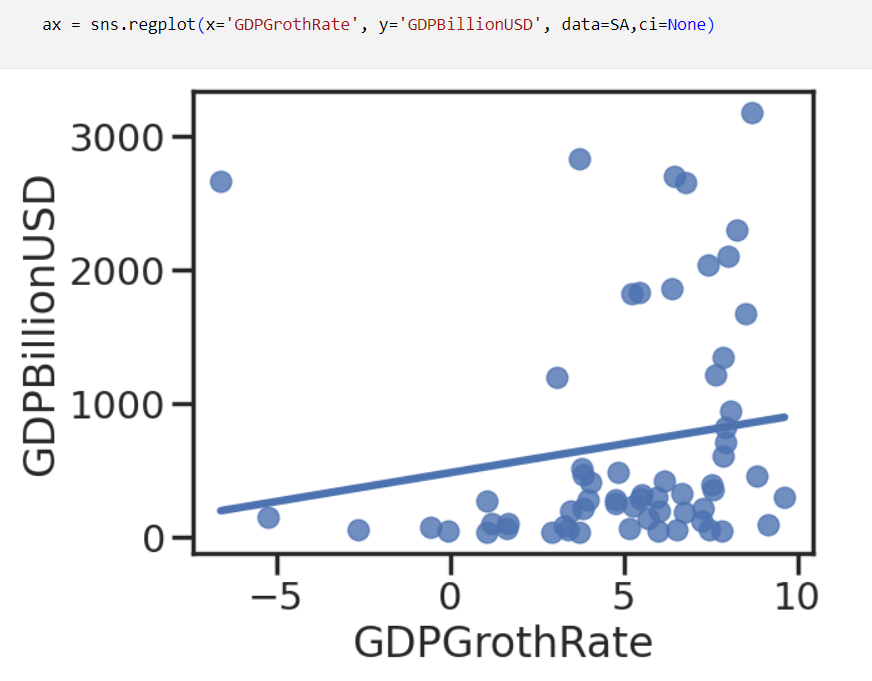 ax = sns.regplot(x='GDPGrothRate', y='GDPBillionUSD', data=SA,ci=None)
3000
2000
1000
0
GDPBillionUSD
−5 0 5 10
GDPGrothRate